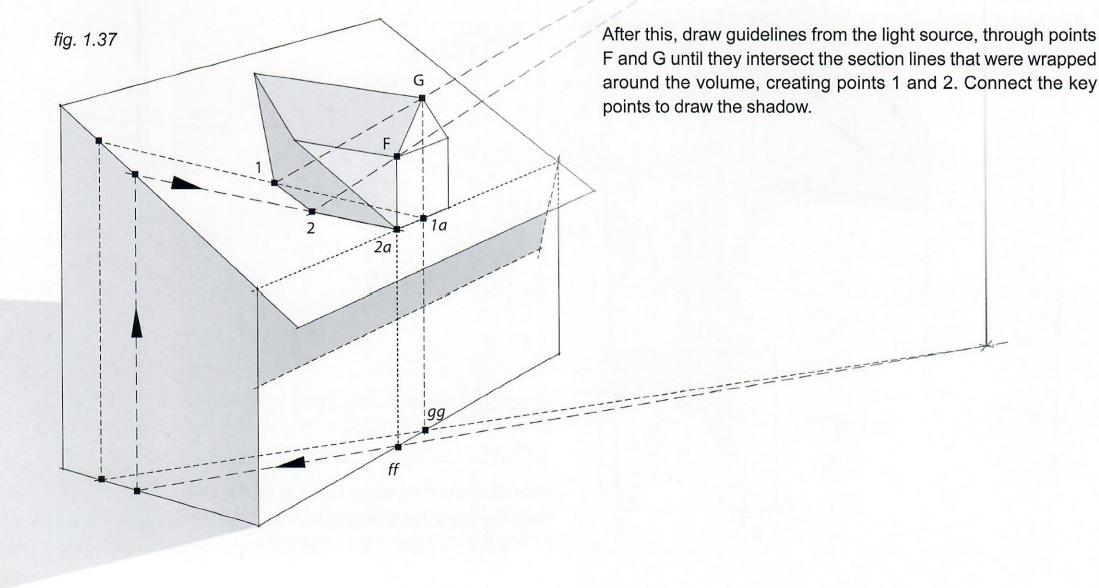 fig. 1.37
After this, draw guidelines from the light source, through points
F and G until they intersect the section lines that were wrapped
around the volume, creating points 1 and 2. Connect the key
points to draw the shadow.
G
F
1
2
1a
2a
gg
ff